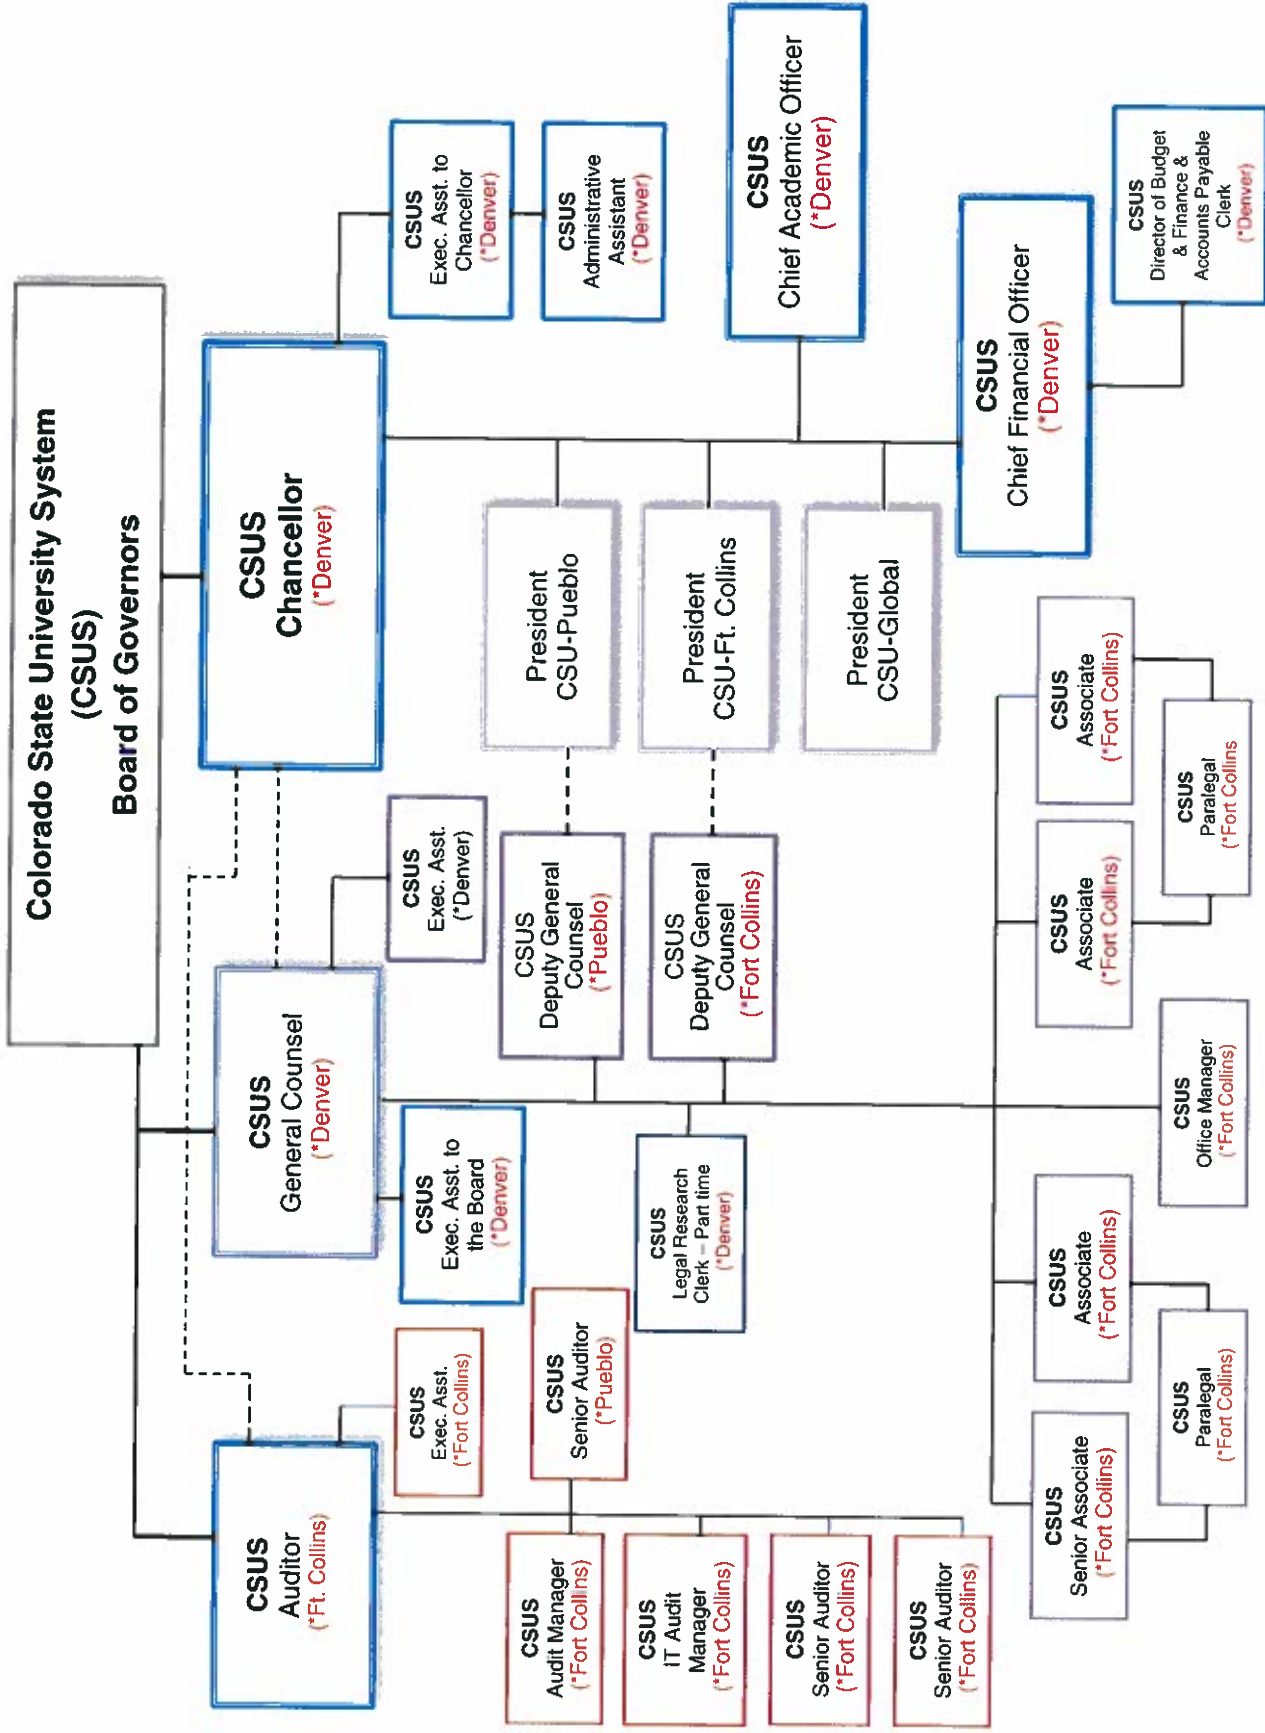 Colorado State University System
(CSUS)
Board of Governors
CSUS
Auditor
(*Ft. Collins)
CSUS
General Counsel
(*Denver)
CSUS
Chancellor
(*Denver)
CSUS
Exec. Asst.
(*Fort Collins)
CSUS
Exec. Asst. to
the Board
(*Denver)
CSUS
Exec. Asst.
(*Denver)
CSUS
Exec. Asst. to
Chancellor
(*Denver)
CSUS
Administrative
Assistant
(*Denver)
CSUS
Audit Manager
(*Fort Collins)
CSUS
Senior Auditor
(*Pueblo)
CSUS
IT Audit
Manager
(*Fort Collins)
CSUS
Senior Auditor
(*Fort Collins)
CSUS
Senior Auditor
(*Fort Collins)
CSUS
Deputy General
Counsel
(*Pueblo)
CSUS
Legal Research
Clerk – Part time
(*Denver)
CSUS
Deputy General
Counsel
(*Fort Collins)
President
CSU-Pueblo
President
CSU-Ft. Collins
President
CSU-Global
CSUS
Chief Academic Officer
(*Denver)
CSUS
Chief Financial Officer
(*Denver)
CSUS
Director of Budget
& Finance &
Accounts Payable
Clerk
(*Denver)
CSUS
Senior Associate
(*Fort Collins)
CSUS
Associate
(*Fort Collins)
CSUS
Associate
(*Fort Collins)
CSUS
Associate
(*Fort Collins)
CSUS
Paralegal
(*Fort Collins)
CSUS
Office Manager
(*Fort Collins)
CSUS
Paralegal
(*Fort Collins